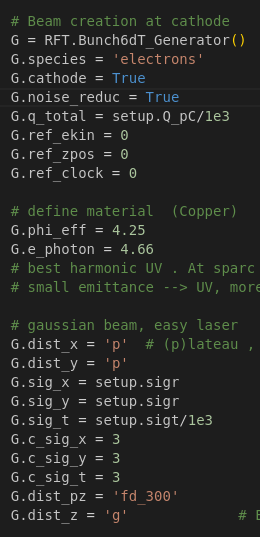 # Beam creation at cathode
G = RFT.Bunch6dT_Generator()
G.species = 'electrons'
G.cathode = True
G.noise_reduc = True
G.q_total = setup.Q_pC/1e3
G.ref_ekin = 0
G.ref_zpos = 0
G.ref_clock = 0
# define material  (Copper)
G.phi_eff = 4.25
G.e_photon = 4.66
# best harmonic UV . At sparc
# small emittance --> UV, more
# gaussian beam, easy laser
G.dist_x = 'p'  # (p)lateau ,
G.dist_y = 'p'
G.sig_x = setup.sigr
G.sig_y = setup.sigr
G.sig_t = setup.sigt/1e3
G.c_sig_x = 3
G.c_sig_y = 3
G.c_sig_t = 3
G.dist_pz = 'fd_300'
G.dist_z = 'g'             #